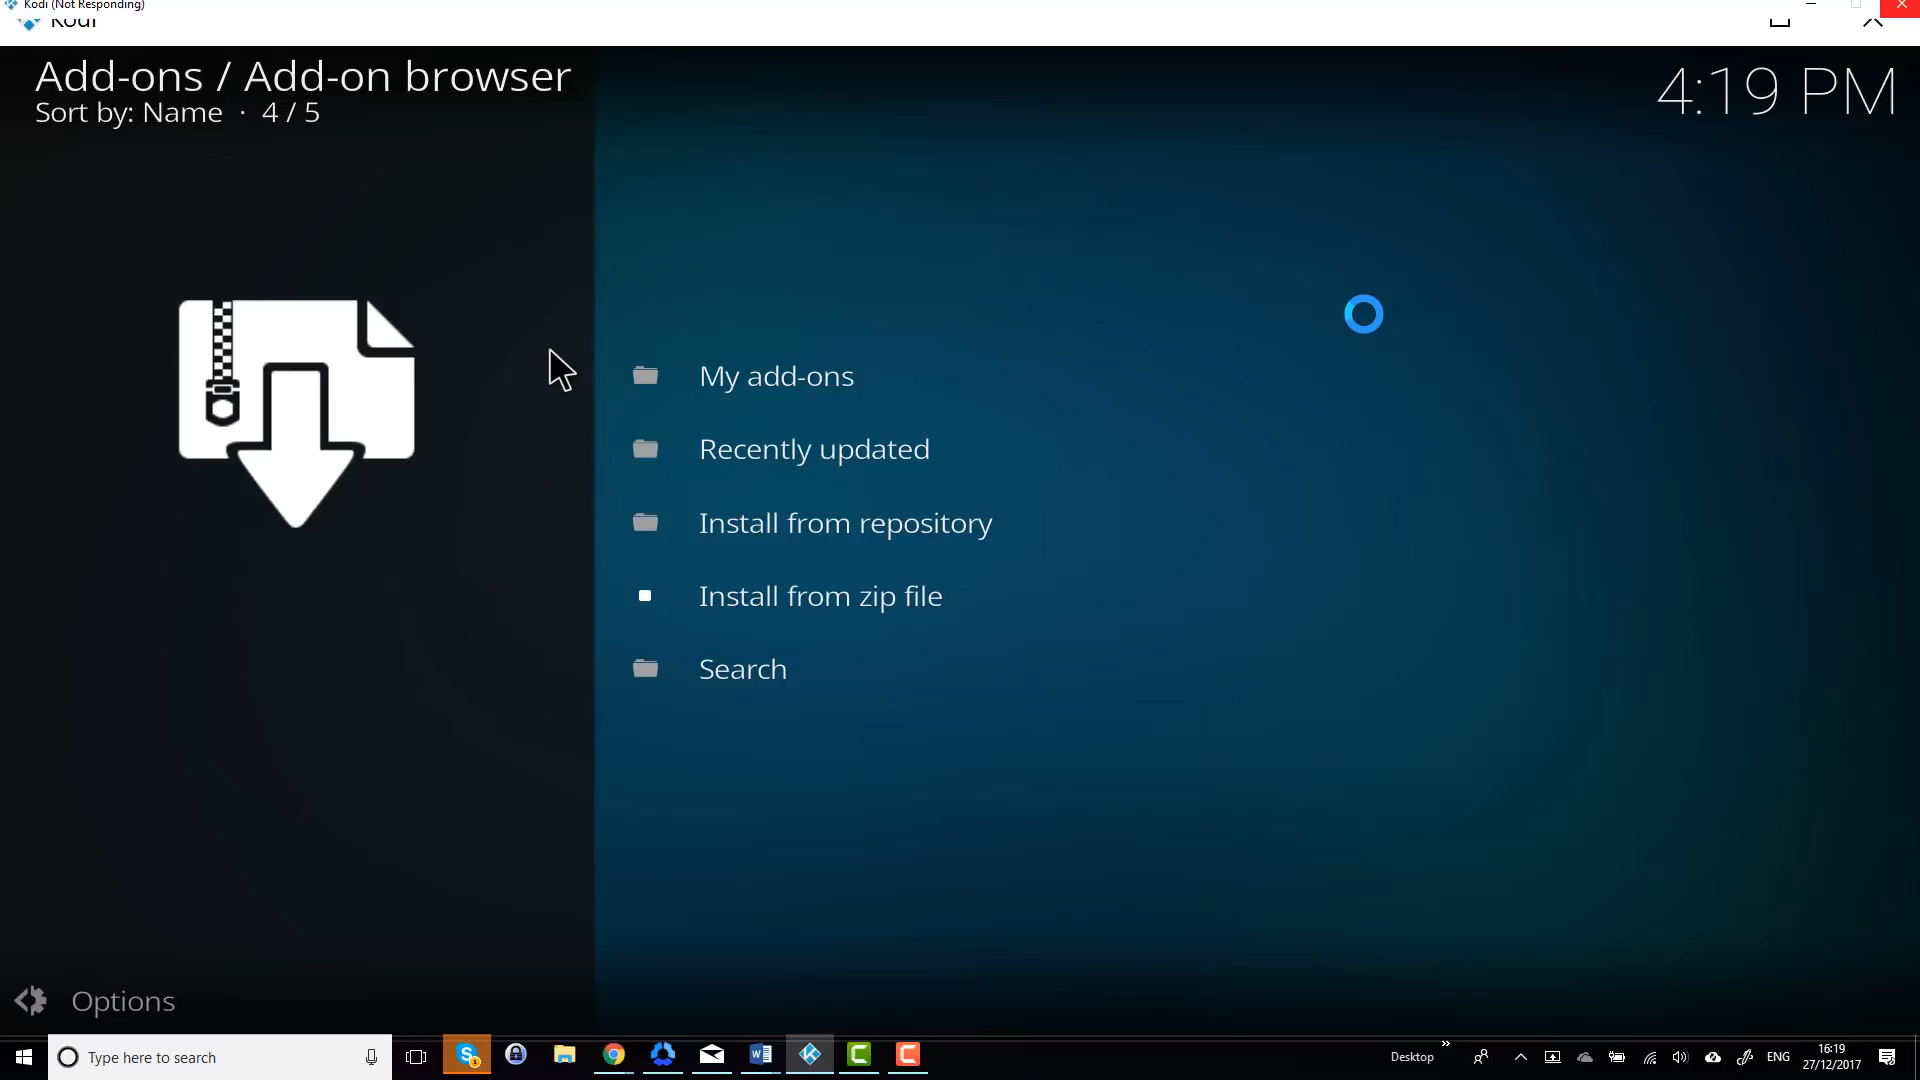 Kodi (Not Responding)
Kodi
Add-ons / Add-on browser
Sort by: Name · 4 / 5
4:19 PM
My add-ons
Recently updated
Install from repository
Install from zip file
Search
Options
Type here to search
Desktop
»
ENG
16:19
27/12/2017